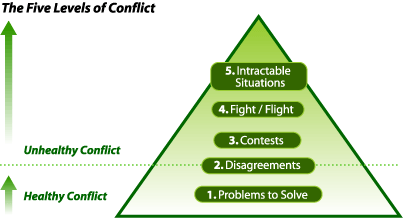 The Five Levels of Conflict
5. Intractable
Situations
4. Fight / Flight
3. Contests
Unhealthy Conflict
2. Disagreements
Healthy Conflict
1. Problems to Solve